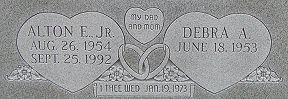 ALTON E., JR.
AUG. 26, 1954
SEPT. 25, 1992
MY DAD
AND MOM
DEBRA A.
JUNE 18, 1953
I THEE WED JAN. 19, 1973